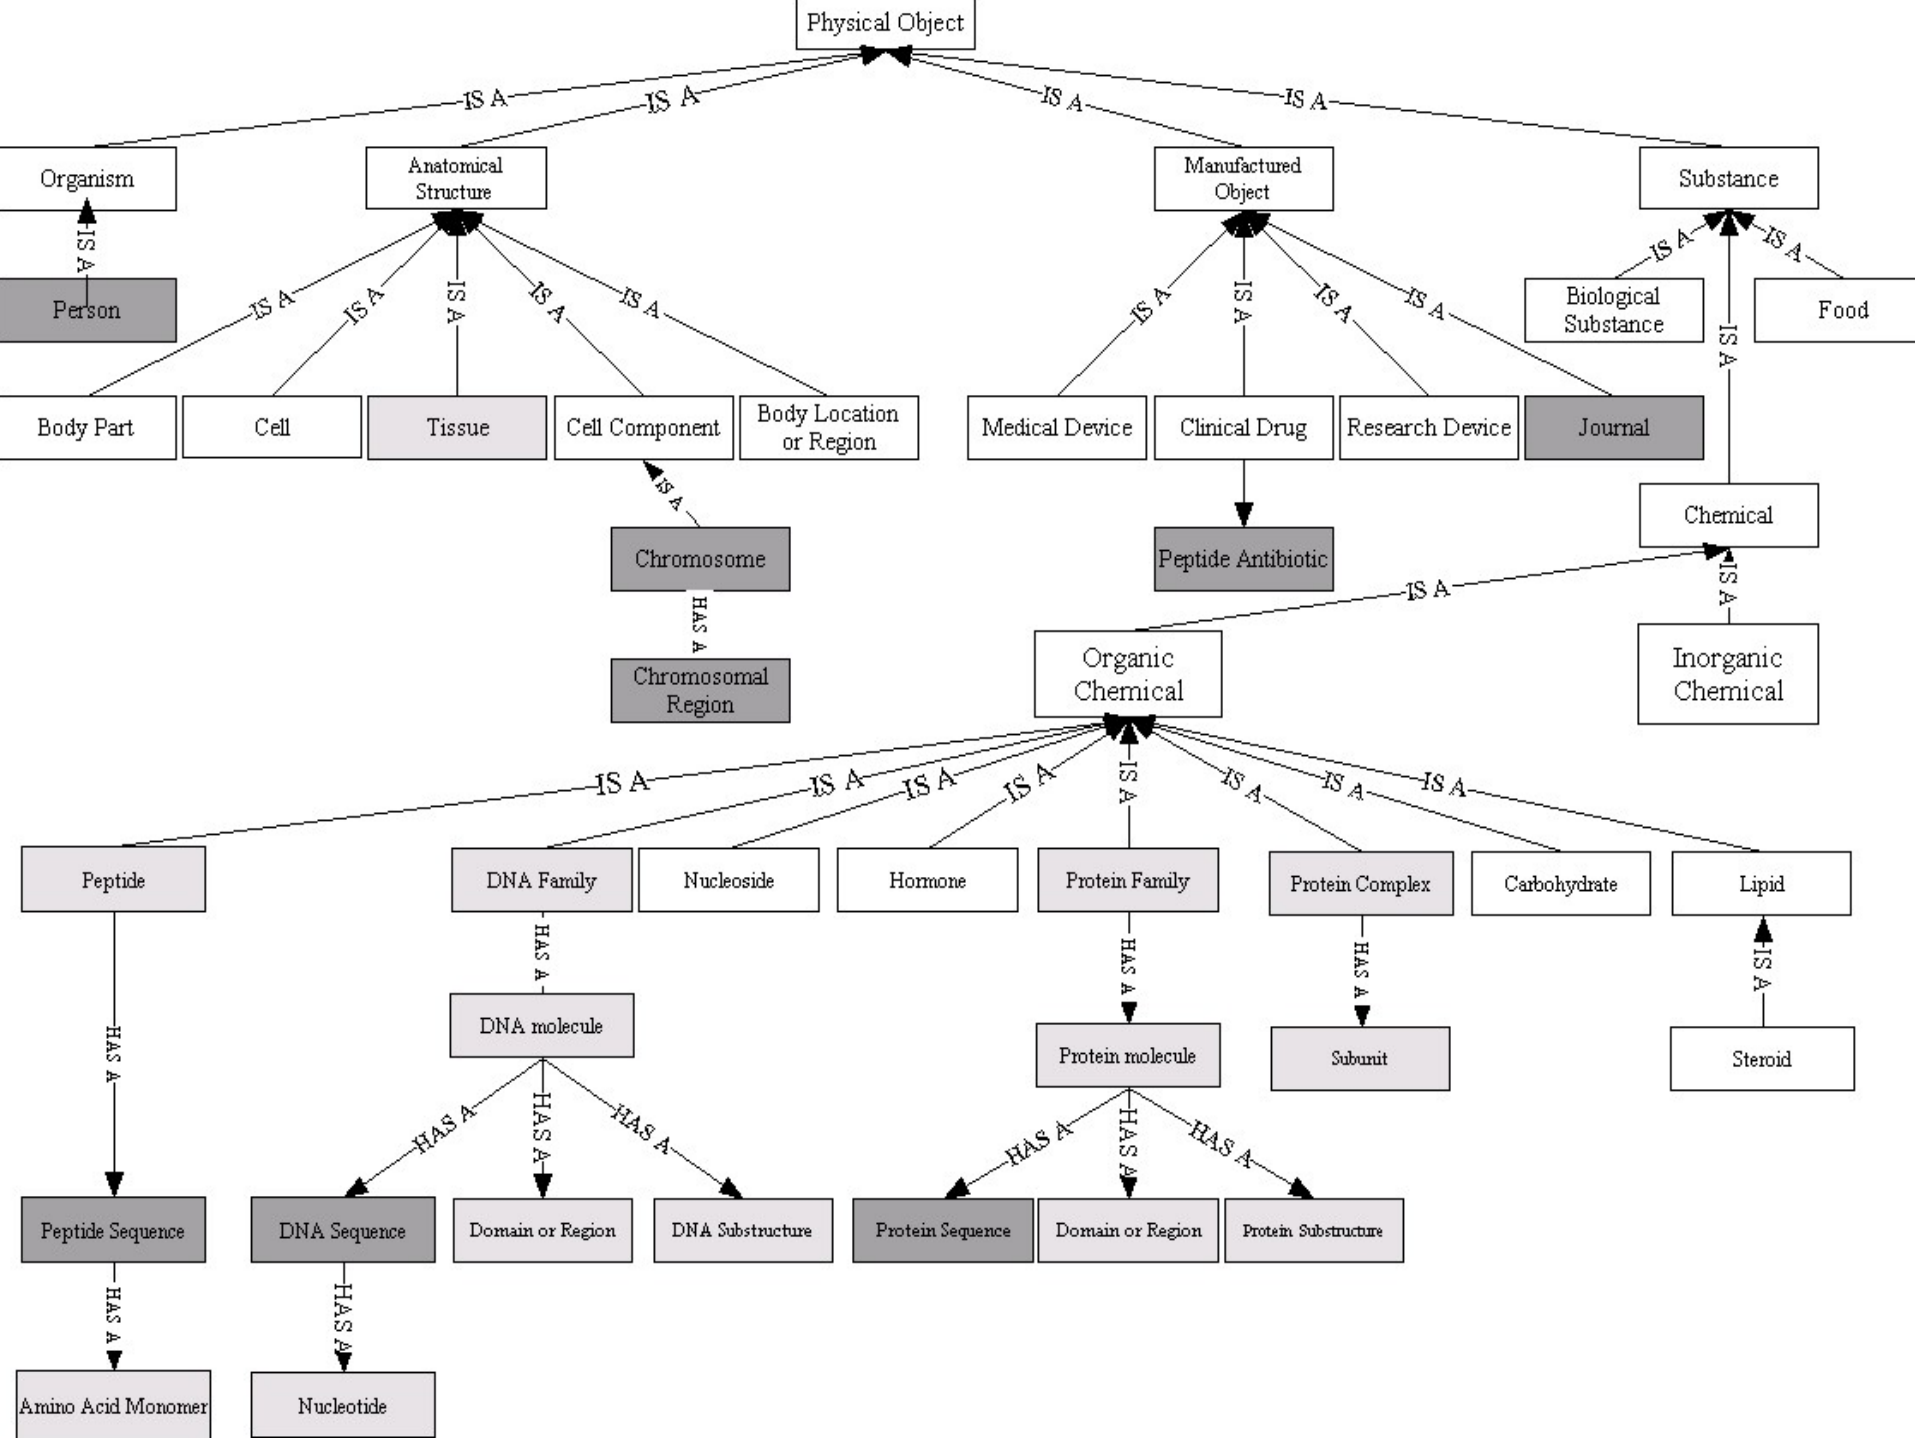 Physical Object
IS A
IS A
IS A
IS A
Organism
Anatomical
Structure
Manufactured
Object
Substance
IS A
IS A
IS A
Person
Biological
Substance
Food
IS A
IS A
IS A
IS A
IS A
IS A
IS A
IS A
IS A
IS A
Body Part
Cell
Tissue
Cell Component
Body Location
or Region
Medical Device
Clinical Drug
Research Device
Journal
IS A
Chemical
Chromosome
Peptide Antibiotic
IS A
IS A
HAS A
Chromosomal
Region
Organic
Chemical
Inorganic
Chemical
IS A
IS A
IS A
IS A
IS A
IS A
IS A
IS A
Peptide
DNA Family
Nucleoside
Hormone
Protein Family
Protein Complex
Carbohydrate
Lipid
HAS A
HAS A
HAS A
IS A
HAS A
DNA molecule
Protein molecule
Subunit
Steroid
HAS A
HAS A
HAS A
HAS A
HAS A
HAS A
Peptide Sequence
DNA Sequence
Domain or Region
DNA Substructure
Protein Sequence
Domain or Region
Protein Substructure
HAS A
HAS A
Amino Acid Monomer
Nucleotide